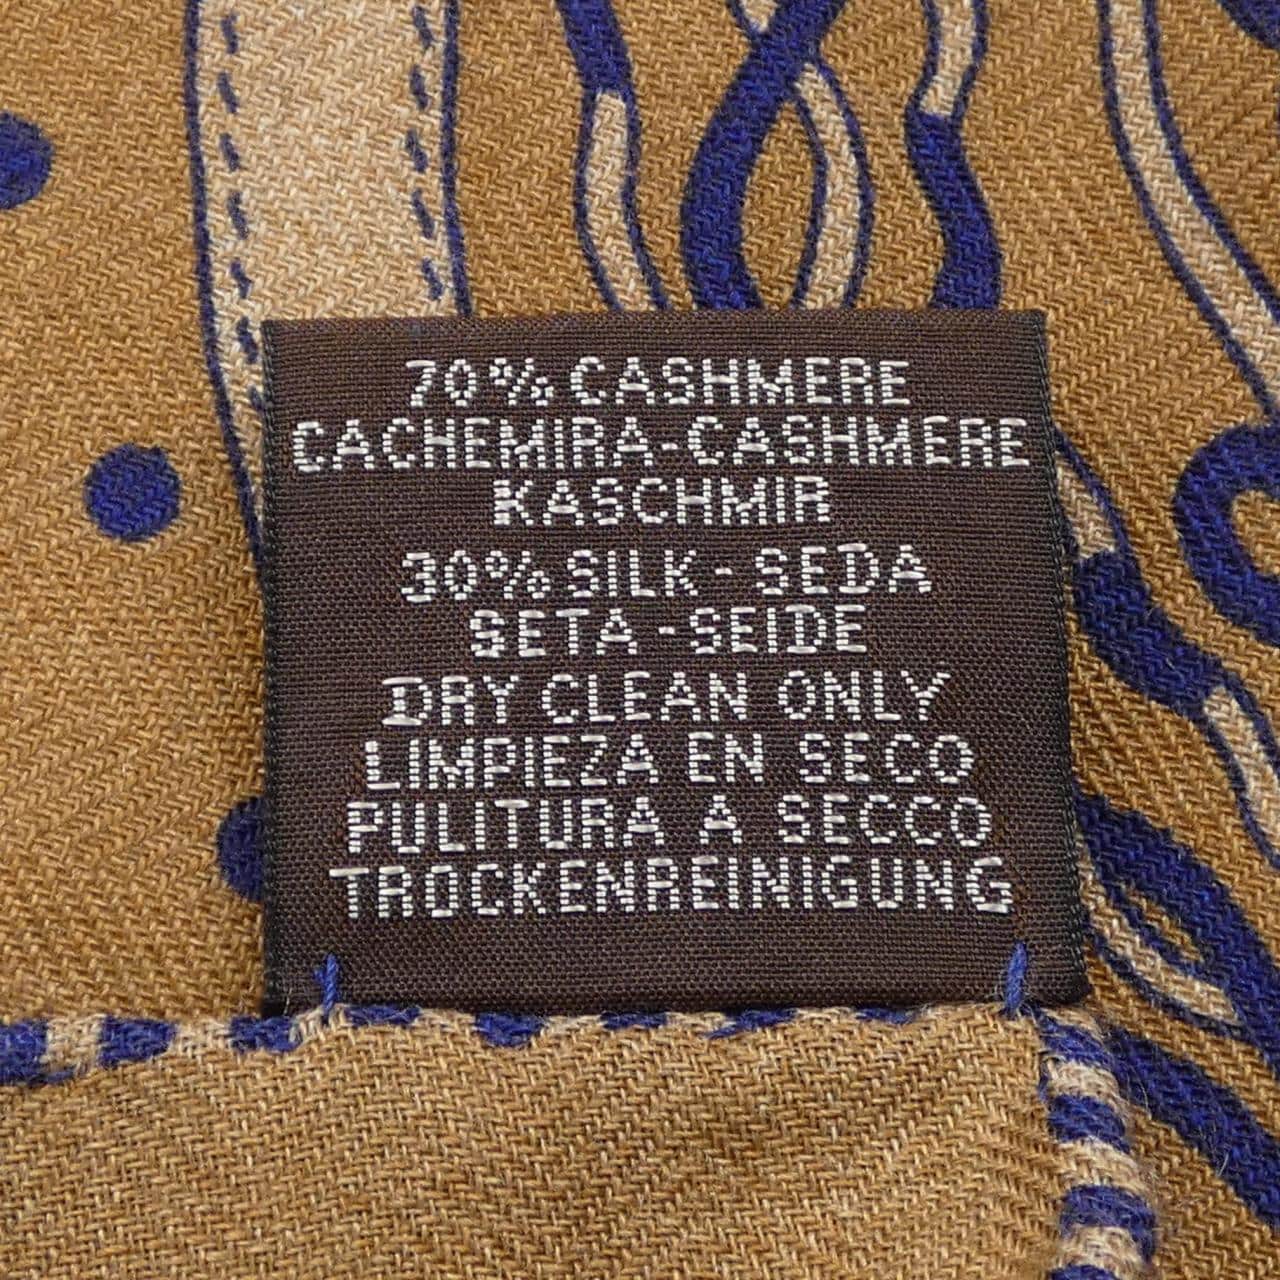 70% CASHMERE
CACHEMIRA-CASHMERE
KASCHMIR
30% SILK - SEDA
SETA - SEIDE
DRY CLEAN ONLY
LIMPIEZA EN SECO
PULITURA A SECCO
TROCKENREINIGUNG